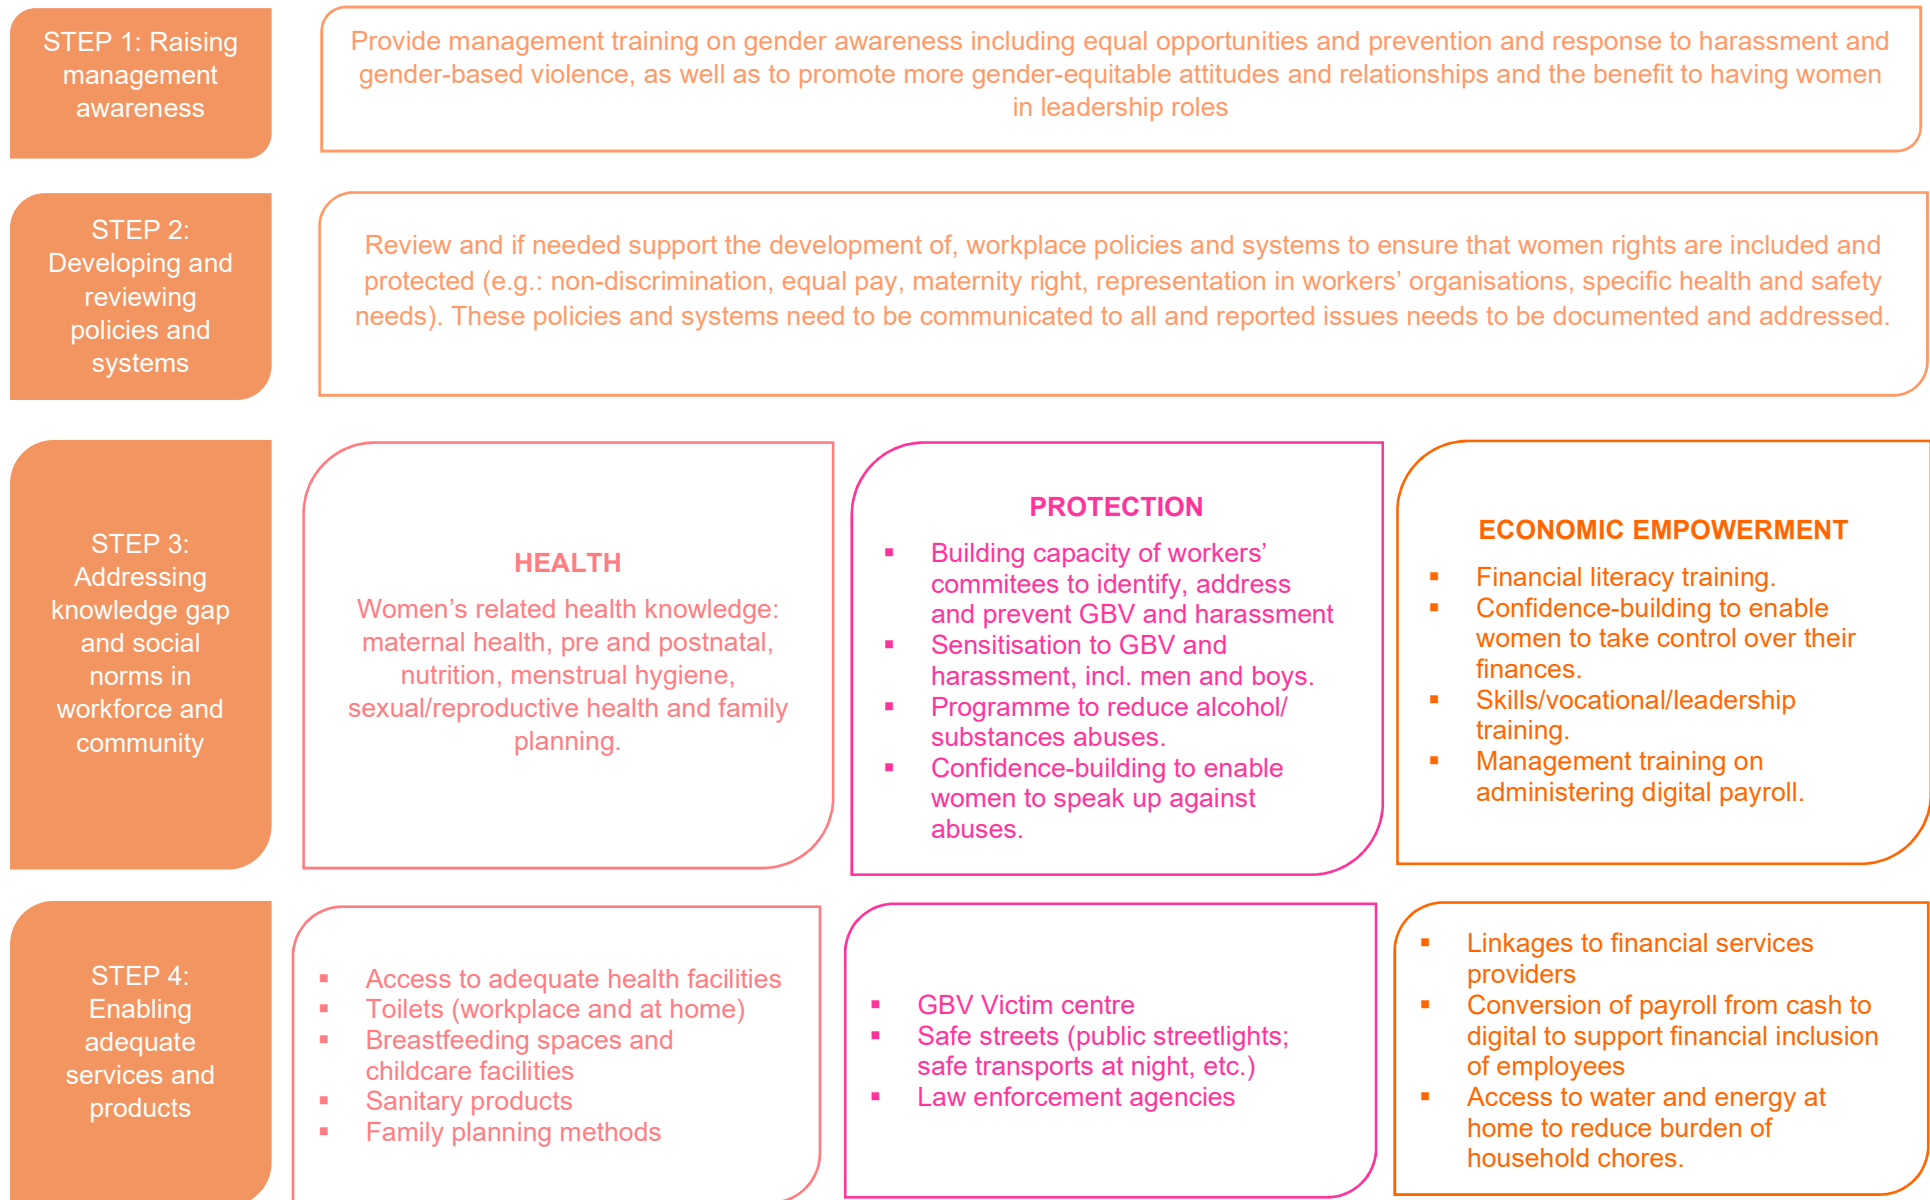 STEP 1: Raising
management
awareness
Provide management training on gender awareness including equal opportunities and prevention and response to harassment and
gender-based violence, as well as to promote more gender-equitable attitudes and relationships and the benefit to having women
in leadership roles
STEP 2:
Developing and
reviewing
policies and
systems
Review and if needed support the development of, workplace policies and systems to ensure that women rights are included and
protected (e.g.: non-discrimination, equal pay, maternity right, representation in workers’ organisations, specific health and safety
needs). These policies and systems need to be communicated to all and reported issues needs to be documented and addressed.
STEP 3:
Addressing
knowledge gap
and social
norms in
workforce and
community
HEALTH
Women’s related health knowledge:
maternal health, pre and postnatal,
nutrition, menstrual hygiene,
sexual/reproductive health and family
planning.
PROTECTION
▪ Building capacity of workers’
commitees to identify, address
and prevent GBV and harassment
▪ Sensitisation to GBV and
harassment, incl. men and boys.
▪ Programme to reduce alcohol/
substances abuses.
▪ Confidence-building to enable
women to speak up against
abuses.
ECONOMIC EMPOWERMENT
▪ Financial literacy training.
▪ Confidence-building to enable
women to take control over their
finances.
▪ Skills/vocational/leadership
training.
▪ Management training on
administering digital payroll.
STEP 4:
Enabling
adequate
services and
products
▪ Access to adequate health facilities
▪ Toilets (workplace and at home)
▪ Breastfeeding spaces and
childcare facilities
▪ Sanitary products
▪ Family planning methods
▪ GBV Victim centre
▪ Safe streets (public streetlights;
safe transports at night, etc.)
▪ Law enforcement agencies
▪ Linkages to financial services
providers
▪ Conversion of payroll from cash to
digital to support financial inclusion
of employees
▪ Access to water and energy at
home to reduce burden of
household chores.